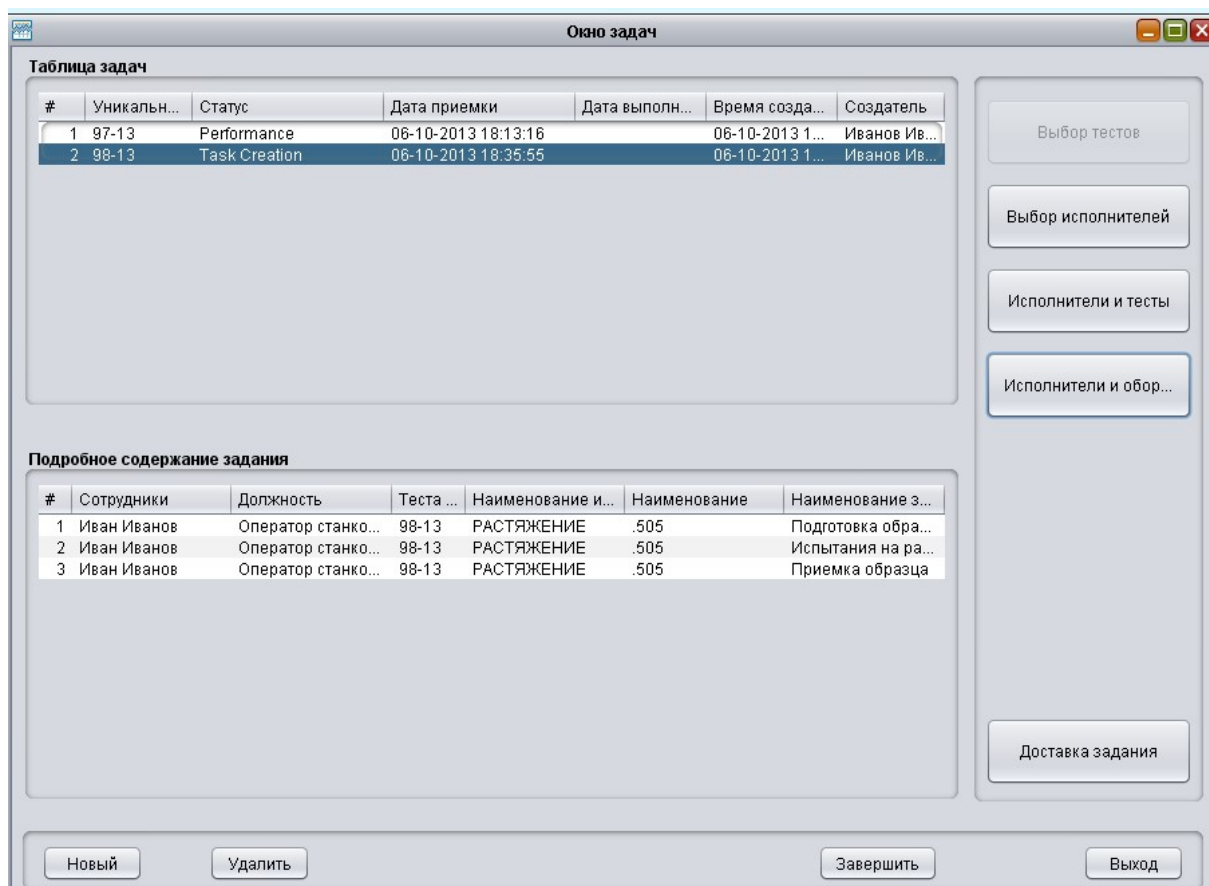 Окно задач
Таблица задач
# Уникальн... Статус Дата приемки Дата выполн... Время созда... Создатель
1 97-13 Performance 06-10-2013 18:13:16 06-10-2013 1... Иванов Ив...
2 98-13 Task Creation 06-10-2013 18:35:55 06-10-2013 1... Иванов Ив...
Выбор тестов
Выбор исполнителей
Исполнители и тесты
Исполнители и обор...
Подробное содержание задания
# Сотрудники Должность Теста ... Наименование и... Наименование Наименование з...
1 Иван Иванов Оператор станко... 98-13 РАСТЯЖЕНИЕ .505 Подготовка обра...
2 Иван Иванов Оператор станко... 98-13 РАСТЯЖЕНИЕ .505 Испытания на ра...
3 Иван Иванов Оператор станко... 98-13 РАСТЯЖЕНИЕ .505 Приемка образца
Доставка задания
Новый Удалить Завершить Выход